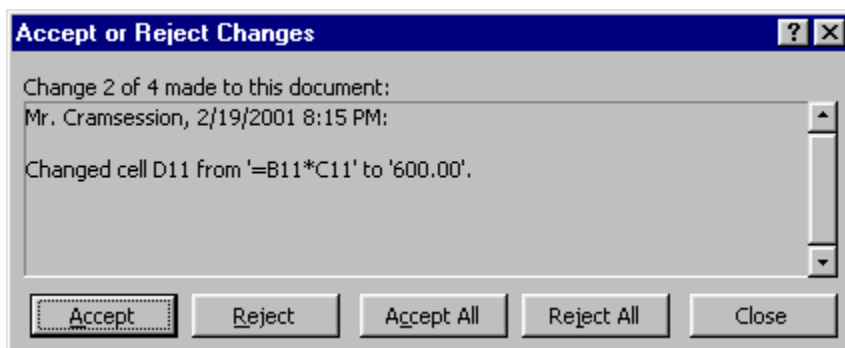 Accept or Reject Changes
Change 2 of 4 made to this document:
Mr. Cramsession, 2/19/2001 8:15 PM:
Changed cell D11 from '=B11*C11' to '600.00'.
Accept Reject Accept All Reject All Close